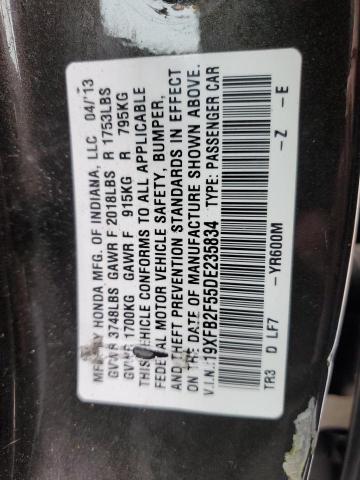 MFD BY HONDA MFG. OF INDIANA, LLC 04/13
GVWR 3748LBS GAWR F 2018LBS R 1753LBS
GVWR 1700KG GAWR F 915KG R 795KG
THIS VEHICLE CONFORMS TO ALL APPLICABLE
FEDERAL MOTOR VEHICLE SAFETY, BUMPER,
AND THEFT PREVENTION STANDARDS IN EFFECT
ON THE DATE OF MANUFACTURE SHOWN ABOVE.
V.I.N.: 19XFB2F55DE235834 TYPE: PASSENGER CAR
TR3 D LF7 -YR600M -Z -E